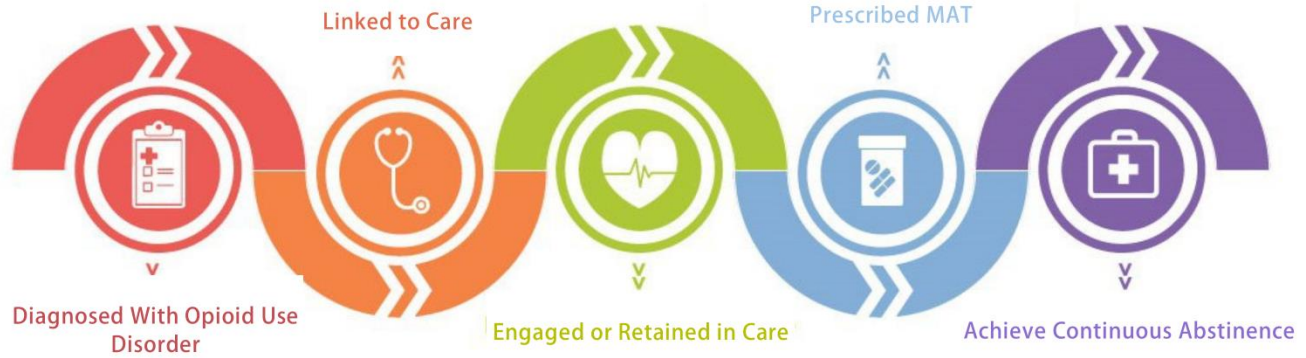 Diagnosed With Opioid Use
Disorder
Linked to Care
Engaged or Retained in Care
Prescribed MAT
Achieve Continuous Abstinence